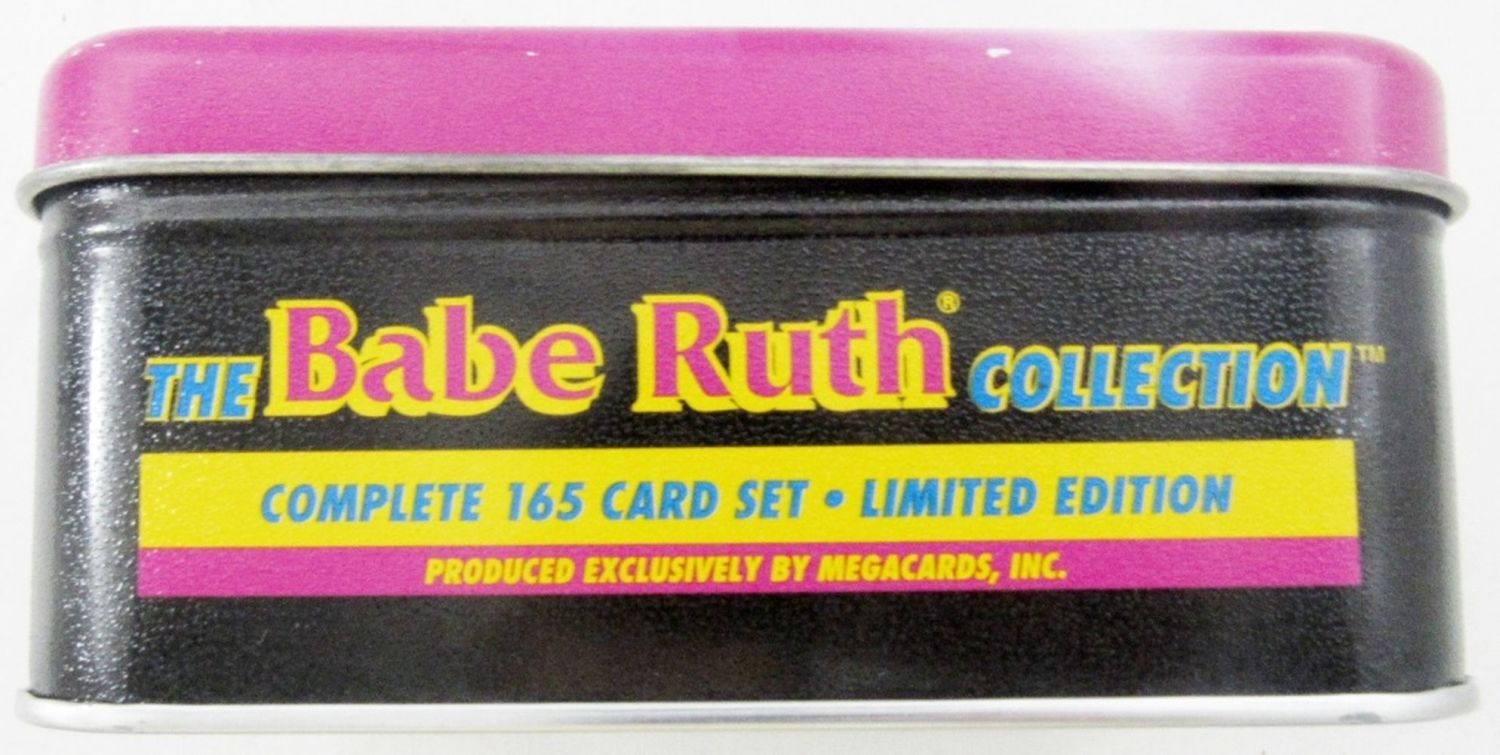 THE Babe Ruth® COLLECTION™
COMPLETE 165 CARD SET • LIMITED EDITION
PRODUCED EXCLUSIVELY BY MEGACARDS, INC.